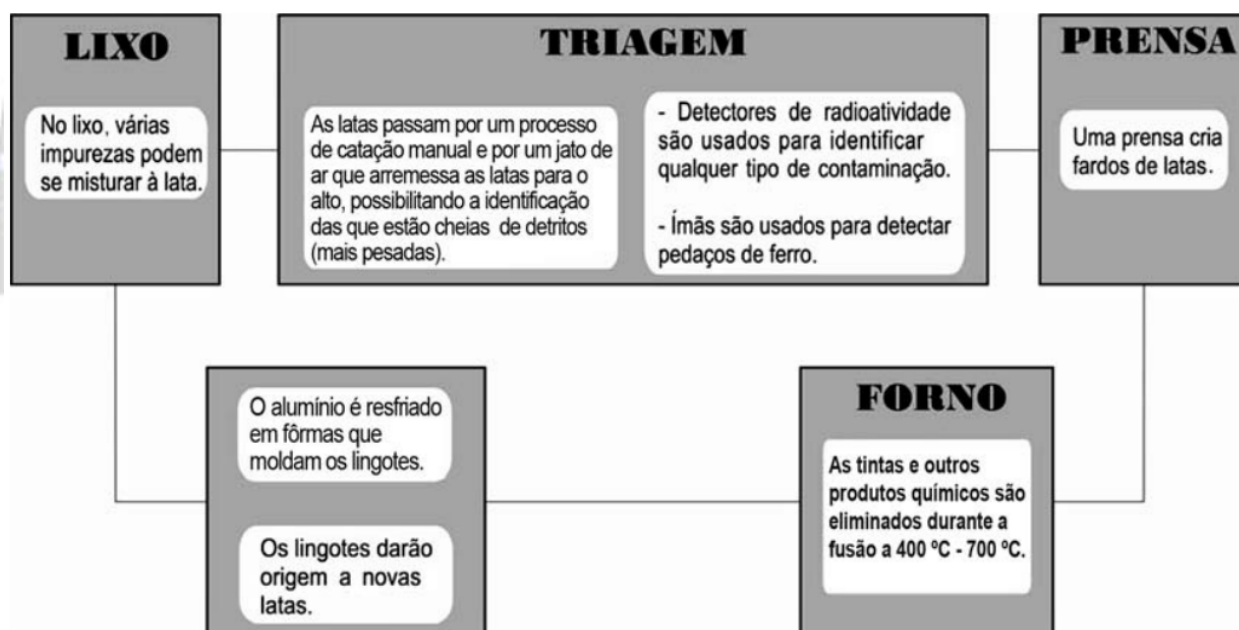 LIXO
No lixo, várias
impurezas podem
se misturar à lata.
TRIAGEM
As latas passam por um processo
de catação manual e por um jato de
ar que arremessa as latas para o
alto, possibilitando a identificação
das que estão cheias de detritos
(mais pesadas).
- Detectores de radioatividade
são usados para identificar
qualquer tipo de contaminação.
- Ímãs são usados para detectar
pedaços de ferro.
PRENSA
Uma prensa cria
fardos de latas.
FORNO
As tintas e outros
produtos químicos são
eliminados durante a
fusão a 400 ºC - 700 ºC.
O alumínio é resfriado
em fôrmas que
moldam os lingotes.
Os lingotes darão
origem a novas
latas.